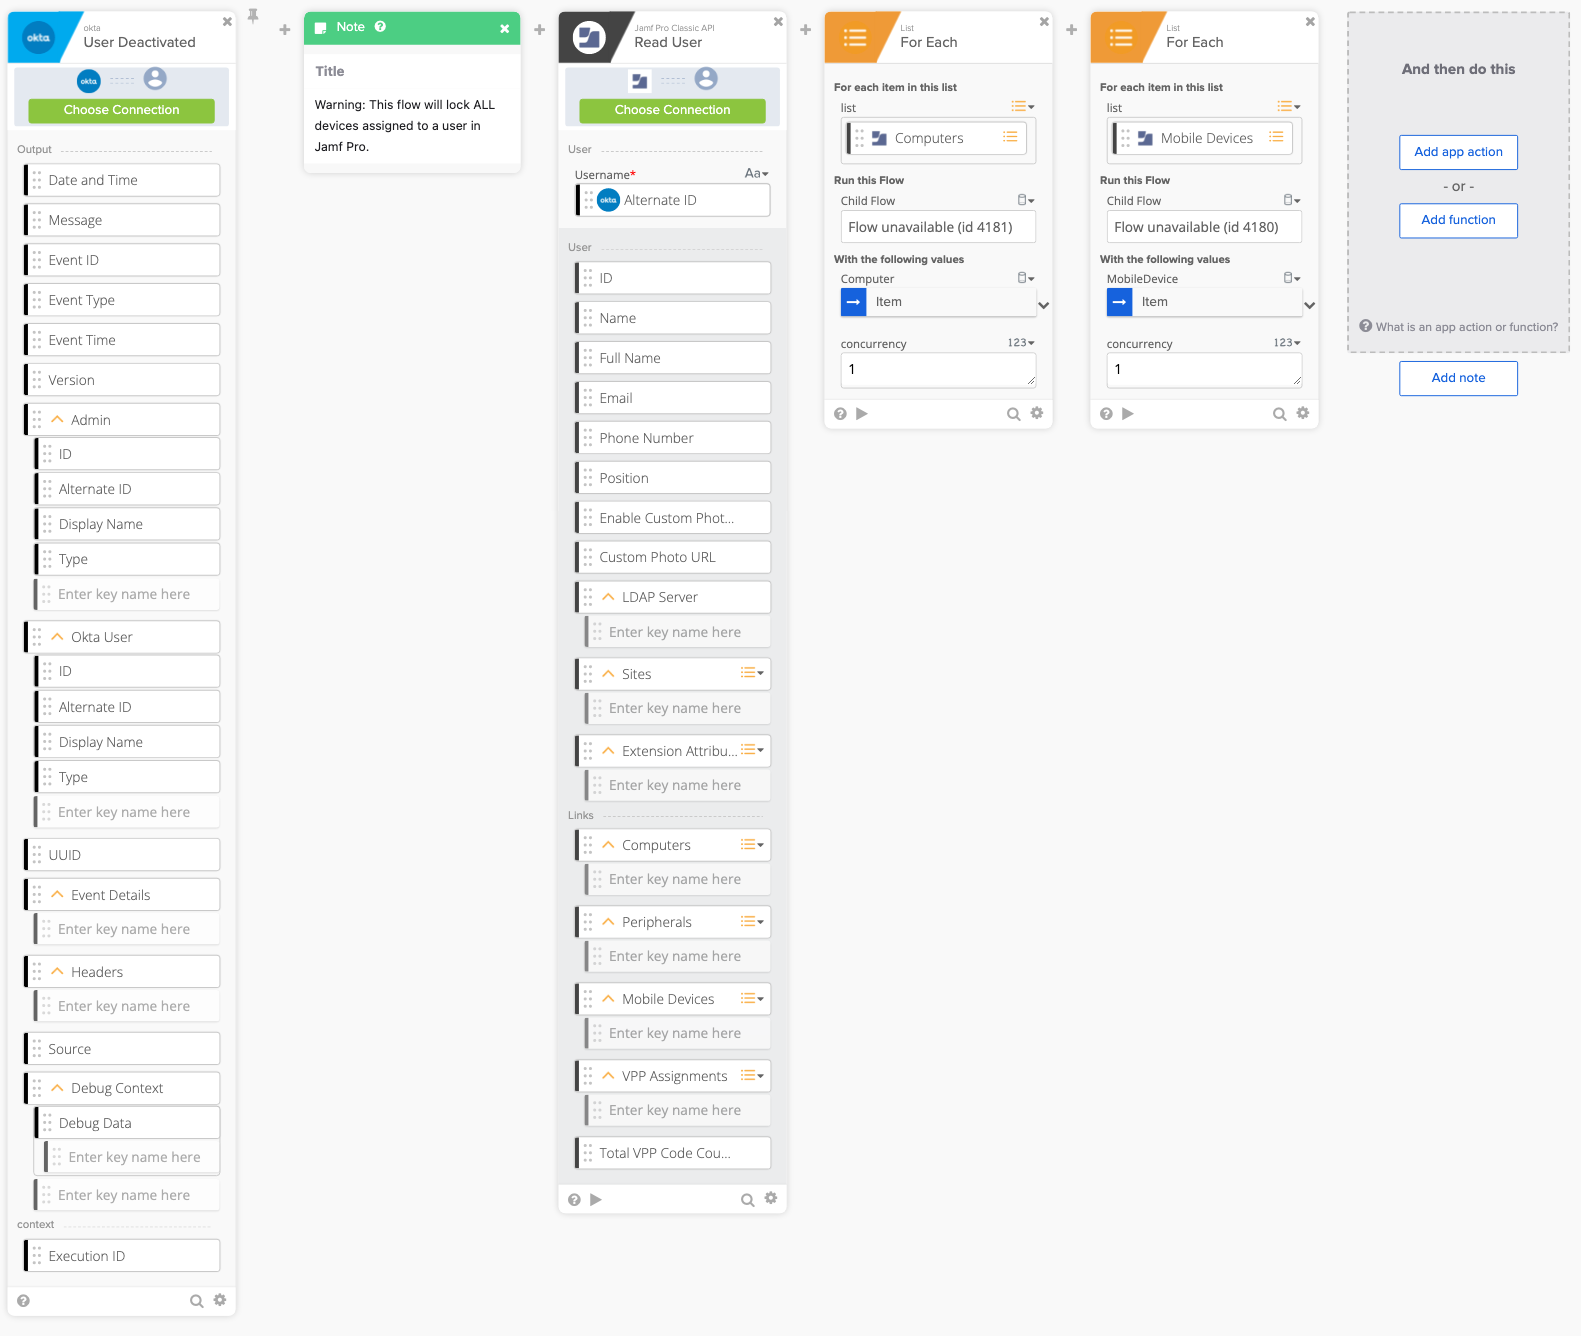 okta
okta
User Deactivated
okta
Choose Connection
Output
Date and Time
Message
Event ID
Event Type
Event Time
Version
Admin
ID
Alternate ID
Display Name
Type
Enter key name here
Okta User
ID
Alternate ID
Display Name
Type
Enter key name here
UUID
Event Details
Enter key name here
Headers
Enter key name here
Source
Debug Context
Debug Data
Enter key name here
Enter key name here
context
Execution ID
Note
Title
Warning: This flow will lock ALL
devices assigned to a user in
Jamf Pro.
Jamf Pro Classic API
Read User
Choose Connection
User
Username*
Aa
okta
Alternate ID
User
ID
Name
Full Name
Email
Phone Number
Position
Enable Custom Phot...
Custom Photo URL
LDAP Server
Enter key name here
Sites
Enter key name here
Extension Attribu...
Enter key name here
Links
Computers
Enter key name here
Peripherals
Enter key name here
Mobile Devices
Enter key name here
VPP Assignments
Enter key name here
Total VPP Code Cou...
List
For Each
For each item in this list
list
Computers
Run this Flow
Child Flow
Flow unavailable (id 4181)
With the following values
Computer
Item
concurrency
123
1
List
For Each
For each item in this list
list
Mobile Devices
Run this Flow
Child Flow
Flow unavailable (id 4180)
With the following values
MobileDevice
Item
concurrency
123
1
And then do this
Add app action
- or -
Add function
What is an app action or function?
Add note